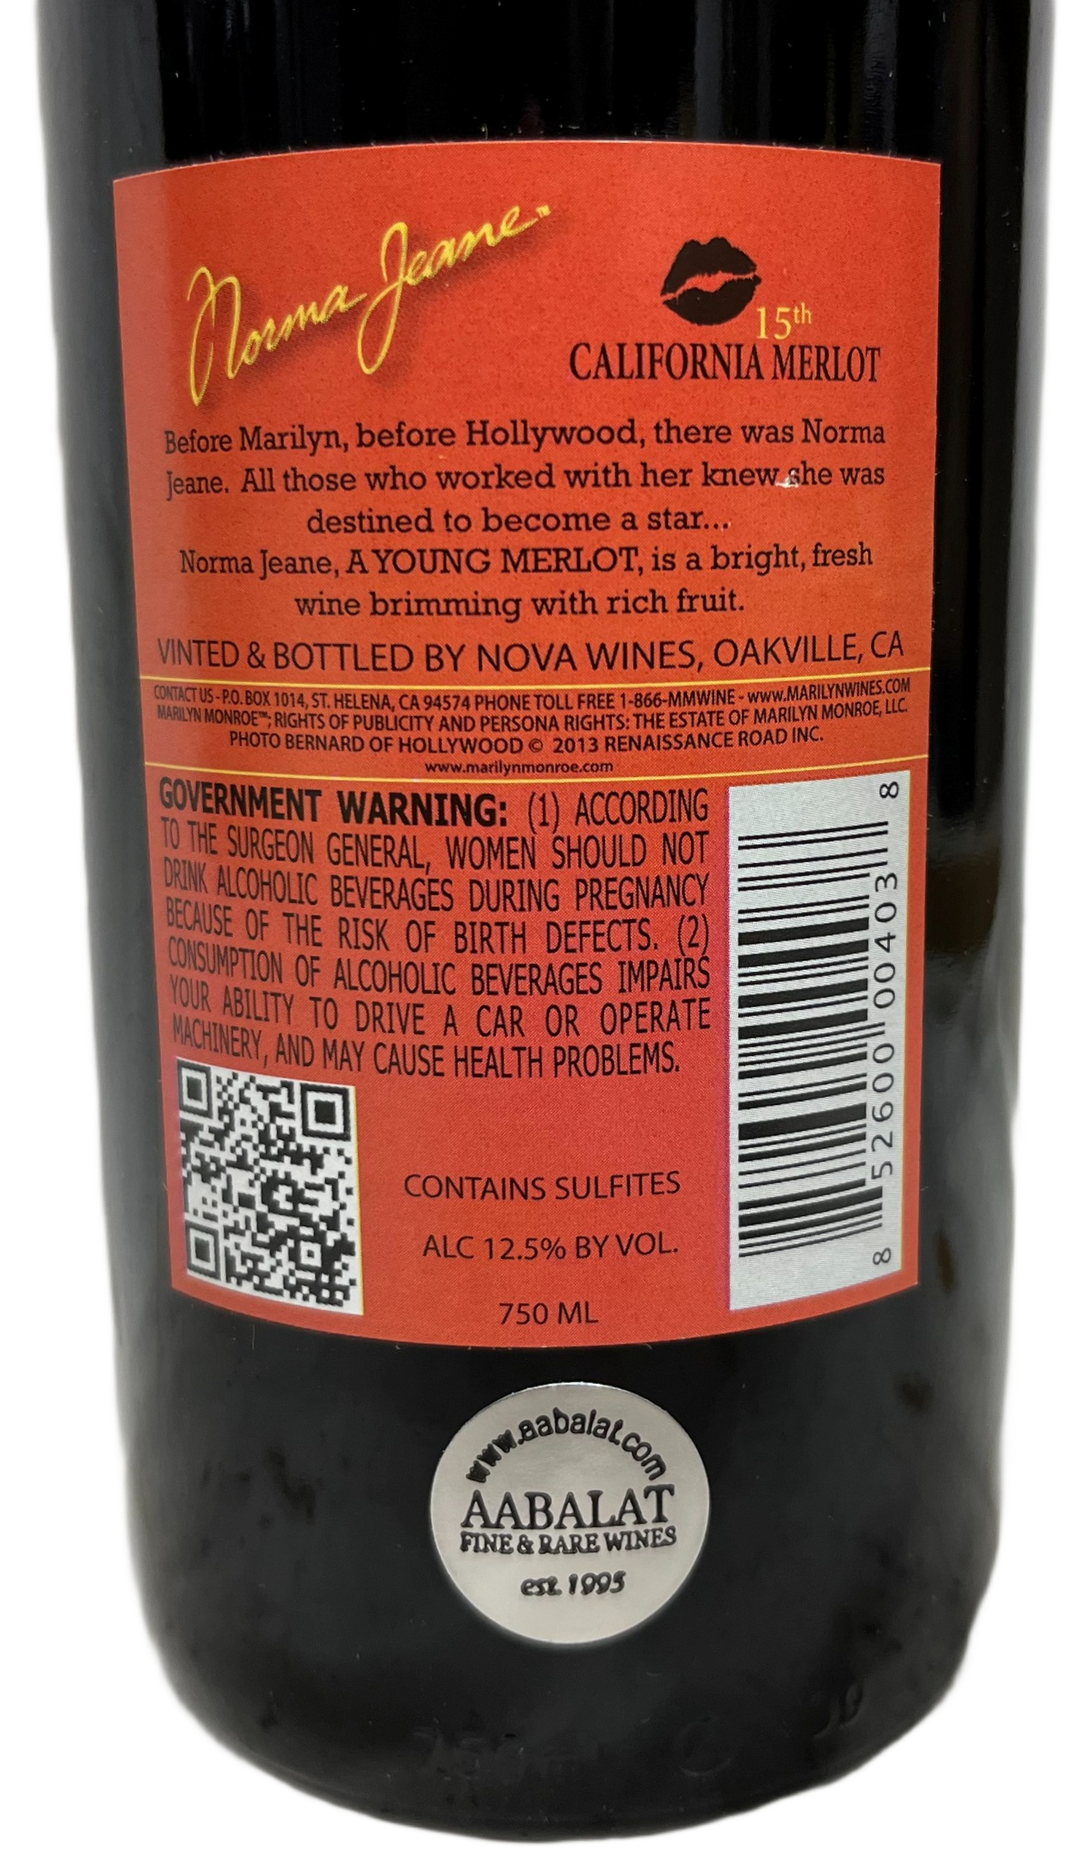 Norma Jeane™
15th
CALIFORNIA MERLOT
Before Marilyn, before Hollywood, there was Norma
Jeane. All those who worked with her knew she was
destined to become a star...
Norma Jeane, A YOUNG MERLOT, is a bright, fresh
wine brimming with rich fruit.
VINTED & BOTTLED BY NOVA WINES, OAKVILLE, CA
CONTACT US - P.O. BOX 1014, ST. HELENA, CA 94574 PHONE TOLL FREE 1-866-MMWINE - www.MARILYNWINES.COM
MARILYN MONROE™; RIGHTS OF PUBLICITY AND PERSONA RIGHTS: THE ESTATE OF MARILYN MONROE, LLC.
PHOTO BERNARD OF HOLLYWOOD © 2013 RENAISSANCE ROAD INC.
www.marilynmonroe.com
GOVERNMENT WARNING: (1) ACCORDING
TO THE SURGEON GENERAL, WOMEN SHOULD NOT
DRINK ALCOHOLIC BEVERAGES DURING PREGNANCY
BECAUSE OF THE RISK OF BIRTH DEFECTS. (2)
CONSUMPTION OF ALCOHOLIC BEVERAGES IMPAIRS
YOUR ABILITY TO DRIVE A CAR OR OPERATE
MACHINERY, AND MAY CAUSE HEALTH PROBLEMS.
8 52600 00403 8
CONTAINS SULFITES
ALC 12.5% BY VOL.
750 ML
www.aabalat.com
AABALAT
FINE & RARE WINES
est. 1995